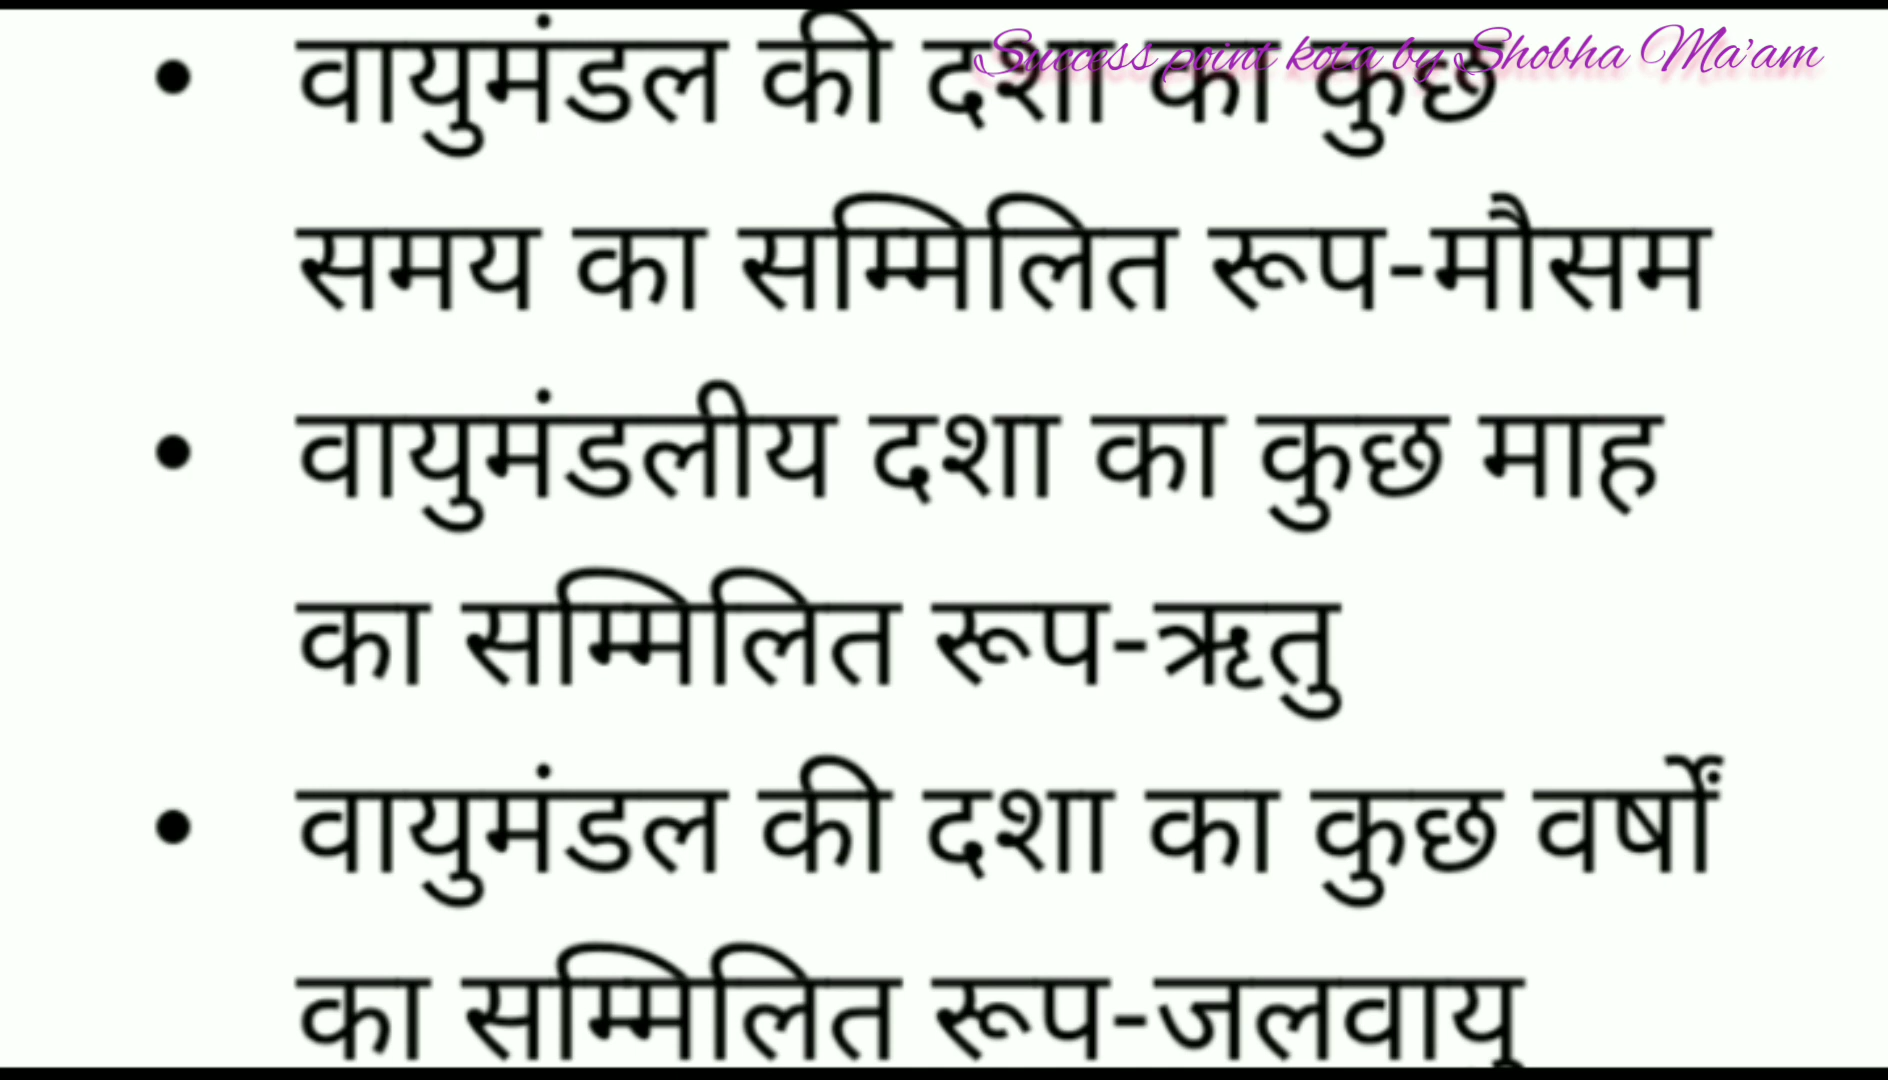 Success point kota by Shobha Ma'am
• वायुमंडल की दशा का कुछ
समय का सम्मिलित रूप-मौसम
• वायुमंडलीय दशा का कुछ माह
का सम्मिलित रूप-ऋतु
• वायुमंडल की दशा का कुछ वर्षों
का सम्मिलित रूप-जलवायु